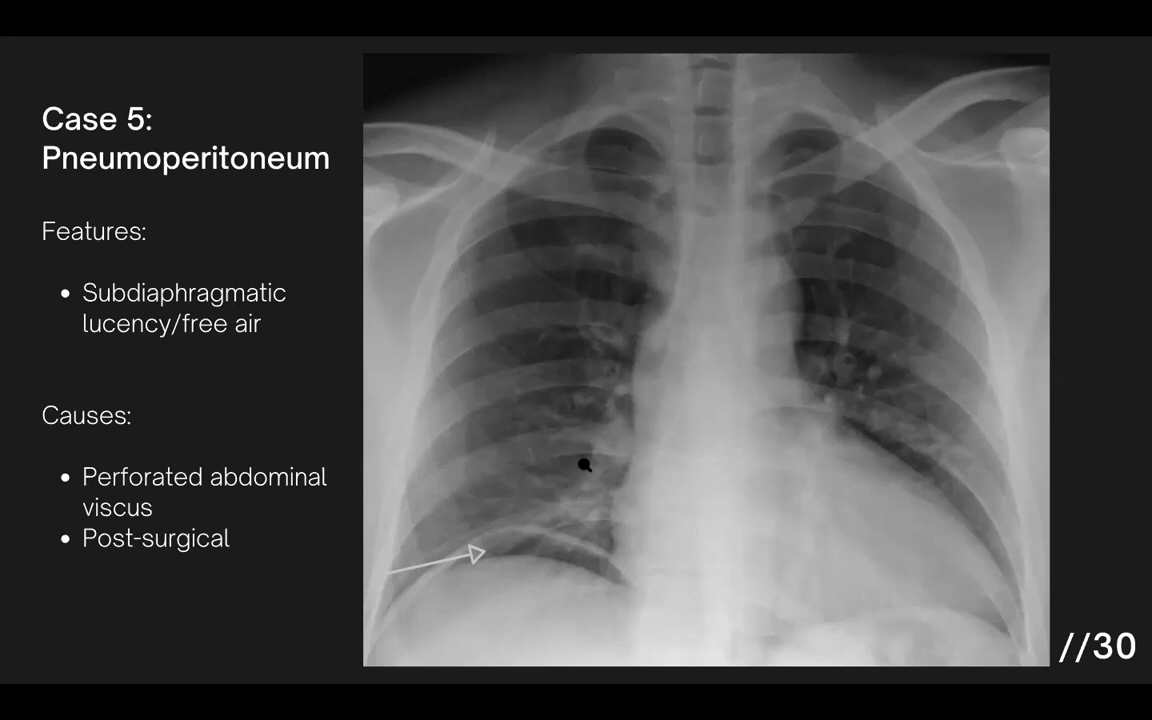 Case 5:
Pneumoperitoneum
Features:
• Subdiaphragmatic
lucency/free air
Causes:
• Perforated abdominal
viscus
• Post-surgical
//30